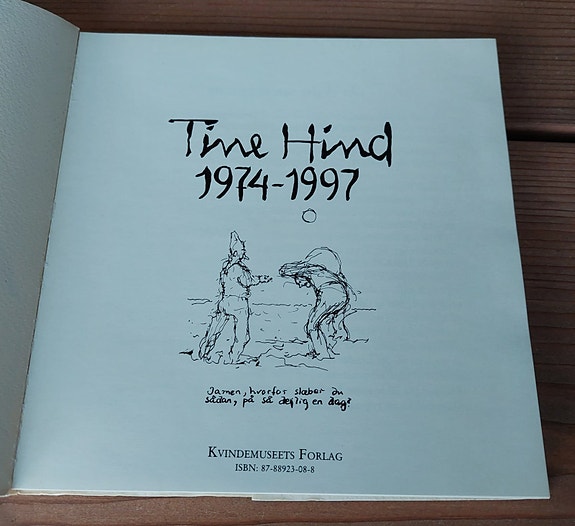 Tine Hind
1974-1997
Jamen, hvorfor slæber du
sådan, på så dejlig en dag?
KVINDEMUSEETS FORLAG
ISBN: 87-88923-08-8